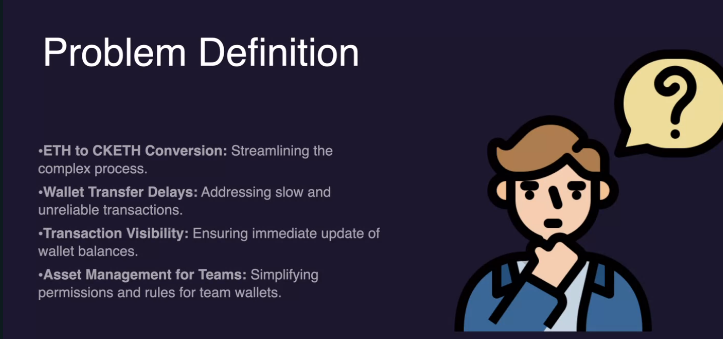 Problem Definition
•ETH to CKETH Conversion: Streamlining the
complex process.
•Wallet Transfer Delays: Addressing slow and
unreliable transactions.
•Transaction Visibility: Ensuring immediate update of
wallet balances.
•Asset Management for Teams: Simplifying
permissions and rules for team wallets.
?